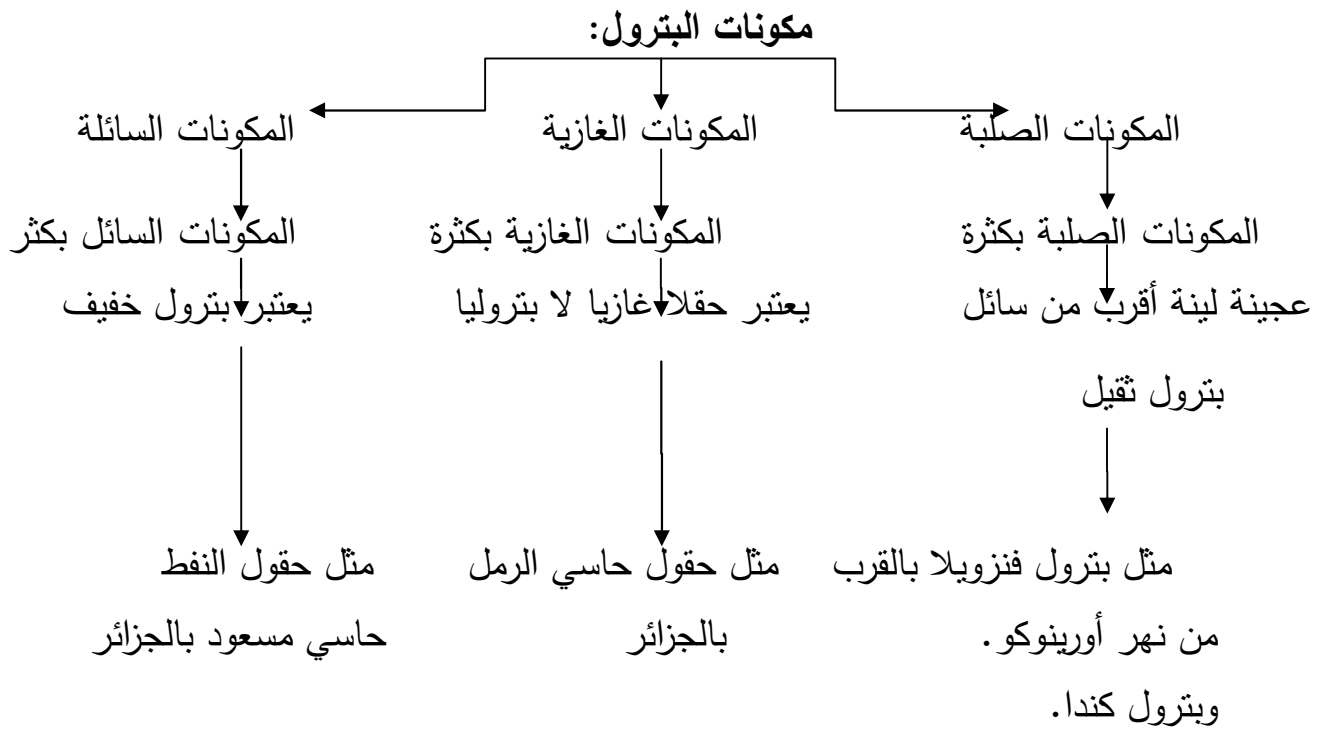 مكونات البترول:
المكونات الصلبة
المكونات الغازية
المكونات السائلة
المكونات الصلبة بكثرة
المكونات الغازية بكثرة
المكونات السائل بكثر
عجينة لينة أقرب من سائل
يعتبر حقلا غازيا لا بتروليا
يعتبر بترول خفيف
بترول ثقيل
مثل بترول فنزويلا بالقرب
مثل حقول حاسي الرمل
مثل حقول النفط
من نهر أورينوكو.
بالجزائر
حاسي مسعود بالجزائر
وبترول كندا.